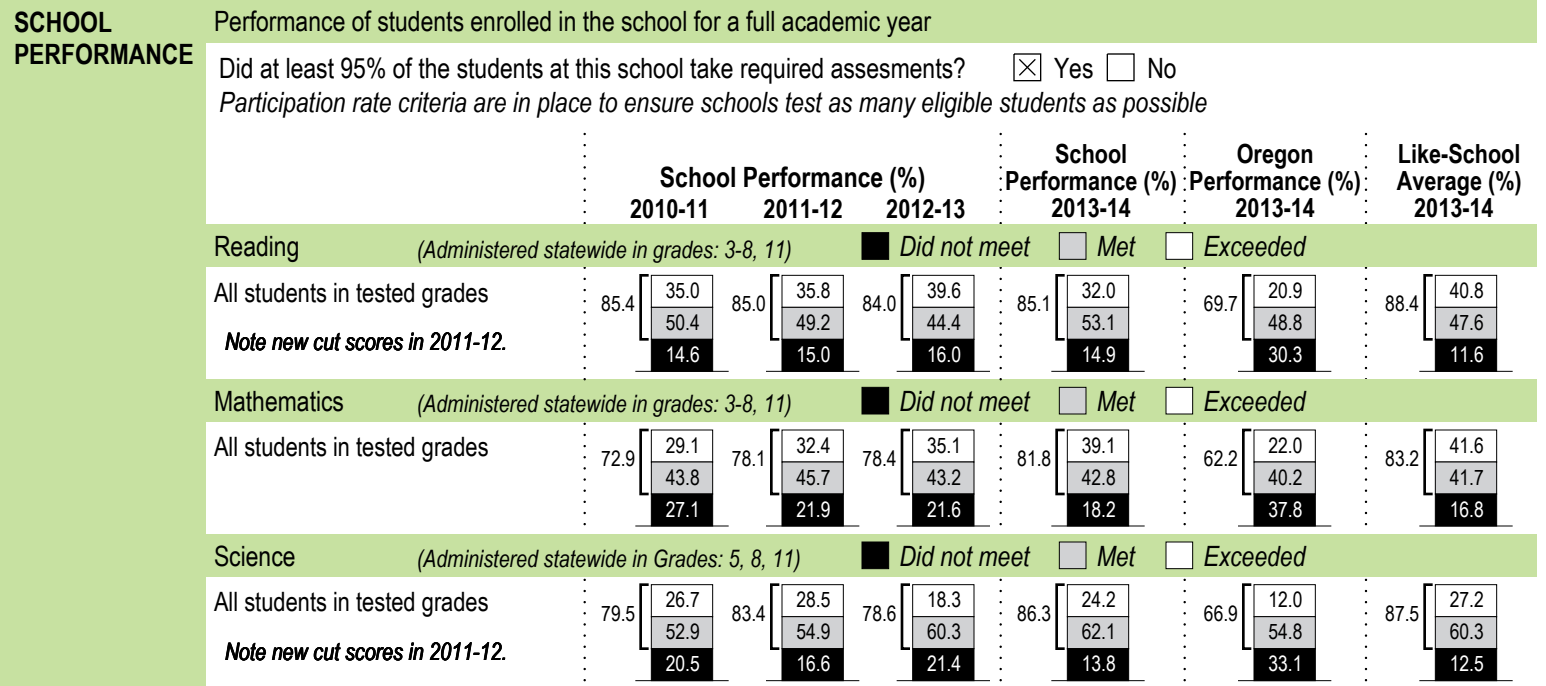 SCHOOL
PERFORMANCE
Performance of students enrolled in the school for a full academic year
Did at least 95% of the students at this school take required assesments? Yes No
Participation rate criteria are in place to ensure schools test as many eligible students as possible
School Performance (%)
2010-11 2011-12 2012-13
School
Performance (%)
2013-14
Oregon
Performance (%)
2013-14
Like-School
Average (%)
2013-14
Reading (Administered statewide in grades: 3-8, 11) Did not meet Met Exceeded
All students in tested grades
Note new cut scores in 2011-12.
85.4 35.0 50.4 14.6
85.0 35.8 49.2 15.0
84.0 39.6 44.4 16.0
85.1 32.0 53.1 14.9
69.7 20.9 48.8 30.3
88.4 40.8 47.6 11.6
Mathematics (Administered statewide in grades: 3-8, 11) Did not meet Met Exceeded
All students in tested grades
72.9 29.1 43.8 27.1
78.1 32.4 45.7 21.9
78.4 35.1 43.2 21.6
81.8 39.1 42.8 18.2
62.2 22.0 40.2 37.8
83.2 41.6 41.7 16.8
Science (Administered statewide in Grades: 5, 8, 11) Did not meet Met Exceeded
All students in tested grades
Note new cut scores in 2011-12.
79.5 26.7 52.9 20.5
83.4 28.5 54.9 16.6
78.6 18.3 60.3 21.4
86.3 24.2 62.1 13.8
66.9 12.0 54.8 33.1
87.5 27.2 60.3 12.5